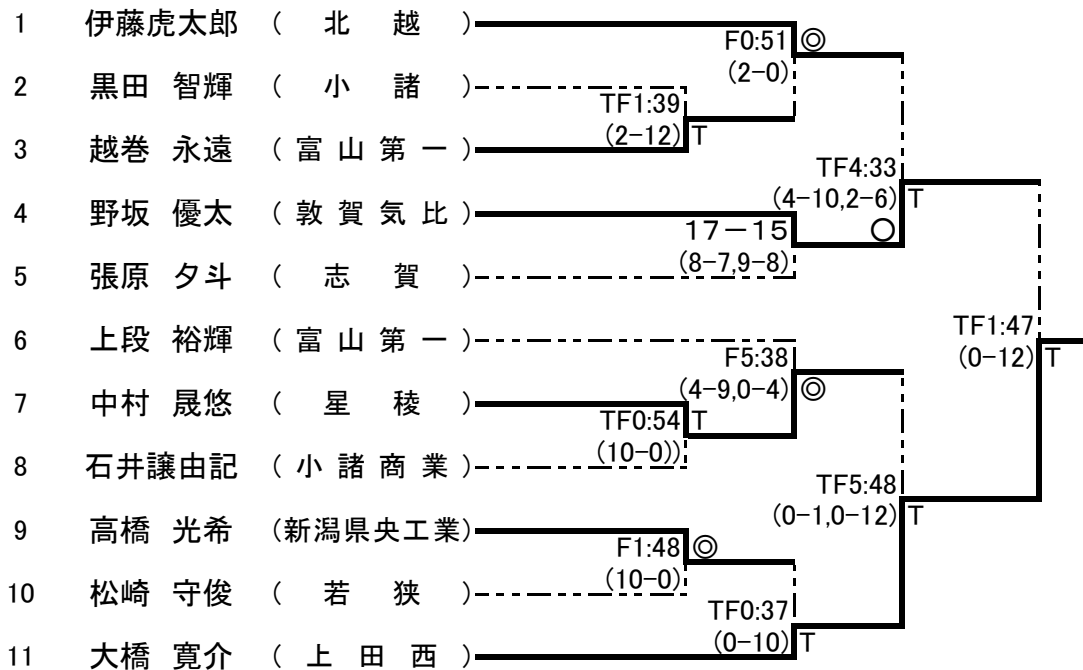 1 伊藤虎太郎 ( 北 越 )
F0:51 ◎
(2-0)
2 黒田 智輝 ( 小 諸 )
TF1:39
(2-12) T
3 越巻 永遠 ( 富 山 第 一 )
TF4:33
(4-10,2-6) T
4 野坂 優太 ( 敦 賀 気 比 )
17-15 ○
(8-7,9-8)
5 張原 夕斗 ( 志 賀 )
TF1:47
(0-12) T
6 上段 裕輝 ( 富 山 第 一 )
F5:38
(4-9,0-4) ◎
7 中村 晟悠 ( 星 稜 )
TF0:54 T
(10-0))
8 石井譲由記 ( 小 諸 商 業 )
TF5:48
(0-1,0-12) T
9 高橋 光希 (新潟県央工業)
F1:48 ◎
(10-0)
10 松崎 守俊 ( 若 狭 )
TF0:37
(0-10) T
11 大橋 寛介 ( 上 田 西 )